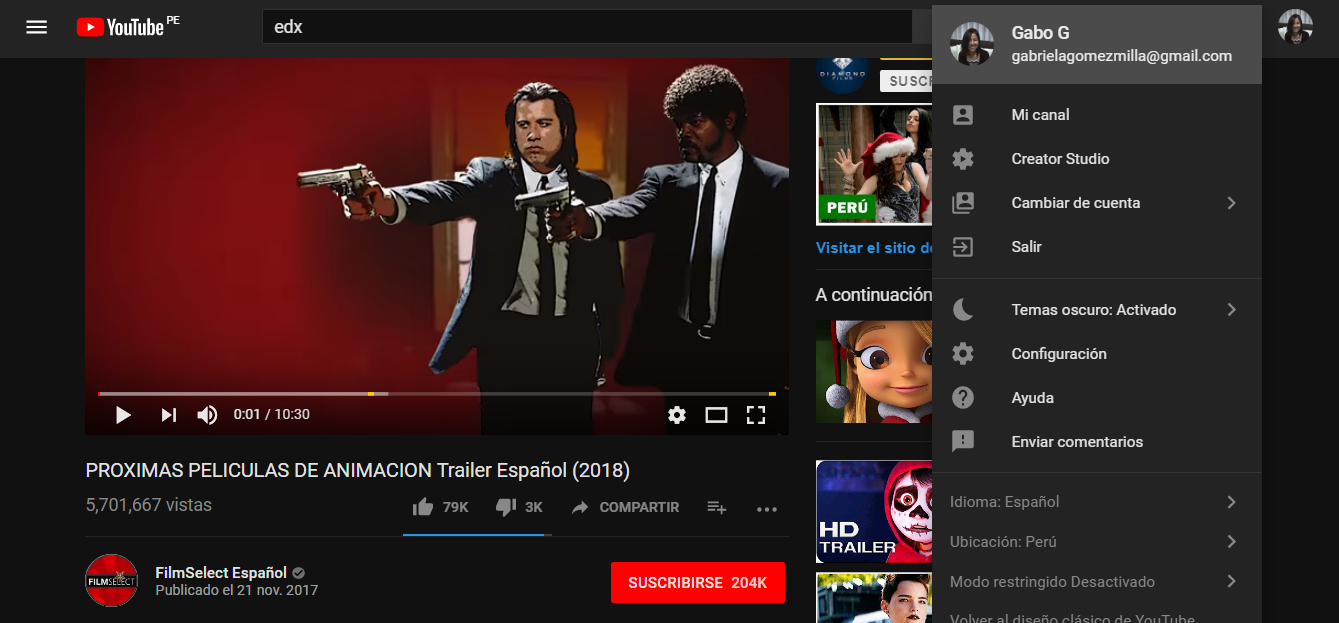 YouTube PE
edx
Gabo G
gabrielagomezmilla@gmail.com
DIAMOND
FILMS
SUSCR
PERÚ
Visitar el sitio de
A continuación
HD
TRAILER
Mi canal
Creator Studio
Cambiar de cuenta
Salir
Temas oscuro: Activado
Configuración
Ayuda
Enviar comentarios
Idioma: Español
Ubicación: Perú
Modo restringido Desactivado
Volver al diseño clásico de YouTube
0:01 / 10:30
PROXIMAS PELICULAS DE ANIMACION Trailer Español (2018)
5,701,667 vistas
79K
3K
COMPARTIR
FILMSELECT
FilmSelect Español
Publicado el 21 nov. 2017
SUSCRIBIRSE 204K